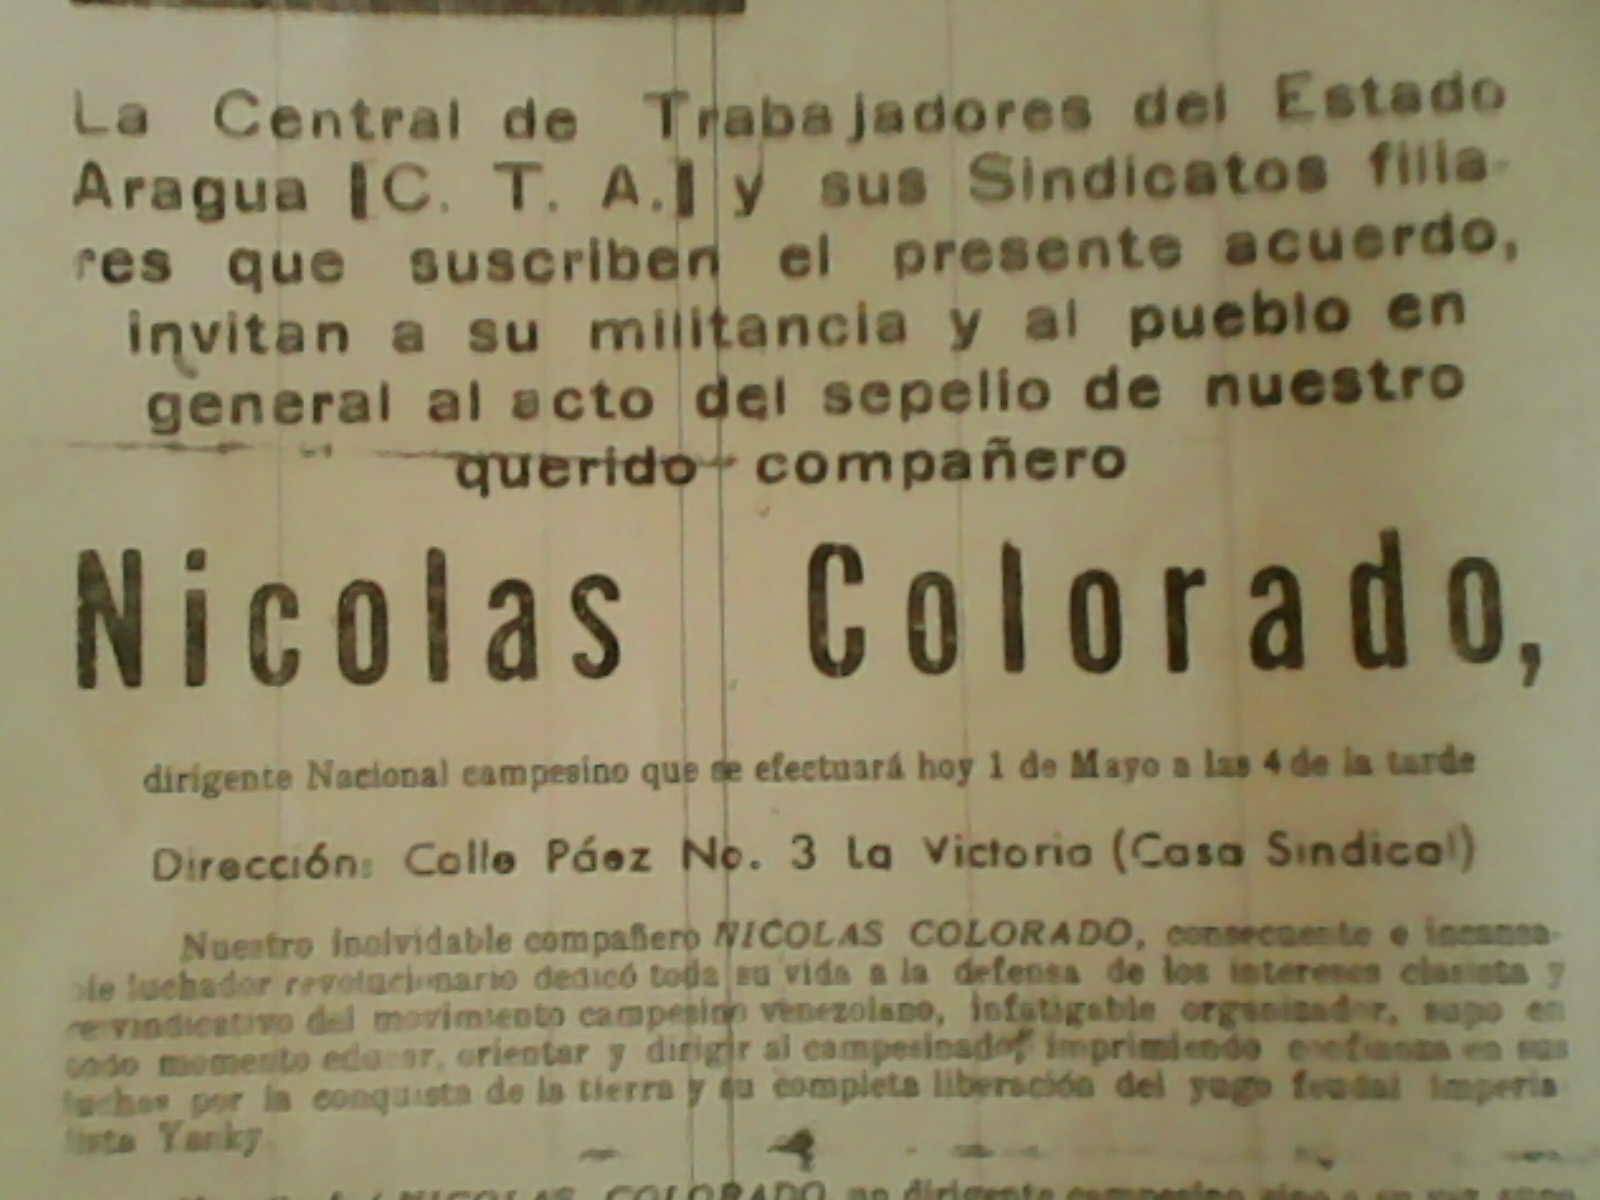 La Central de Trabajadores del Estado
Aragua [C. T. A.] y sus Sindicatos filia-
res que suscriben el presente acuerdo,
invitan a su militancia y al pueblo en
general al acto del sepelio de nuestro
querido compañero
Nicolas Colorado,
dirigente Nacional campesino que se efectuará hoy 1 de Mayo a las 4 de la tarde
Dirección: Calle Páez No. 3 La Victoria (Casa Sindical)
Nuestro inolvidable compañero NICOLAS COLORADO, consecuente e incansa-
ble luchador revolucionario dedicó toda su vida a la defensa de los intereses clasista y
reivindicativo del movimiento campesino venezolano, infatigable organizador, supo en
todo momento educar, orientar y dirigir al campesinado, imprimiendo confianza en sus
luchas por la conquista de la tierra y su completa liberación del yugo feudal imperia
lista Yanky
NICOLAS COLORADO dirigente campesino